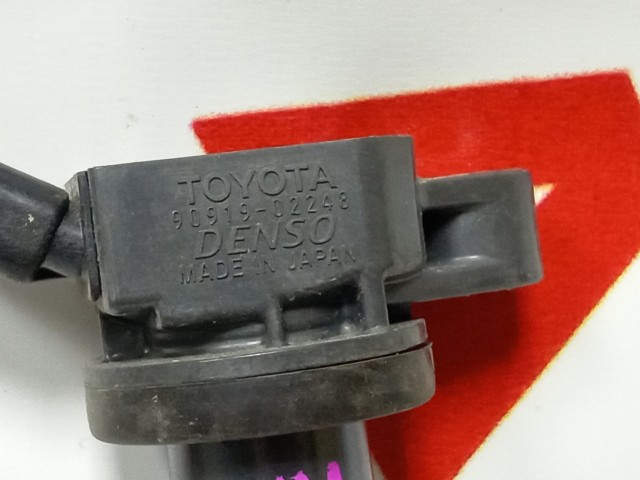 TOYOTA
90919-02248
DENSO
MADE IN JAPAN